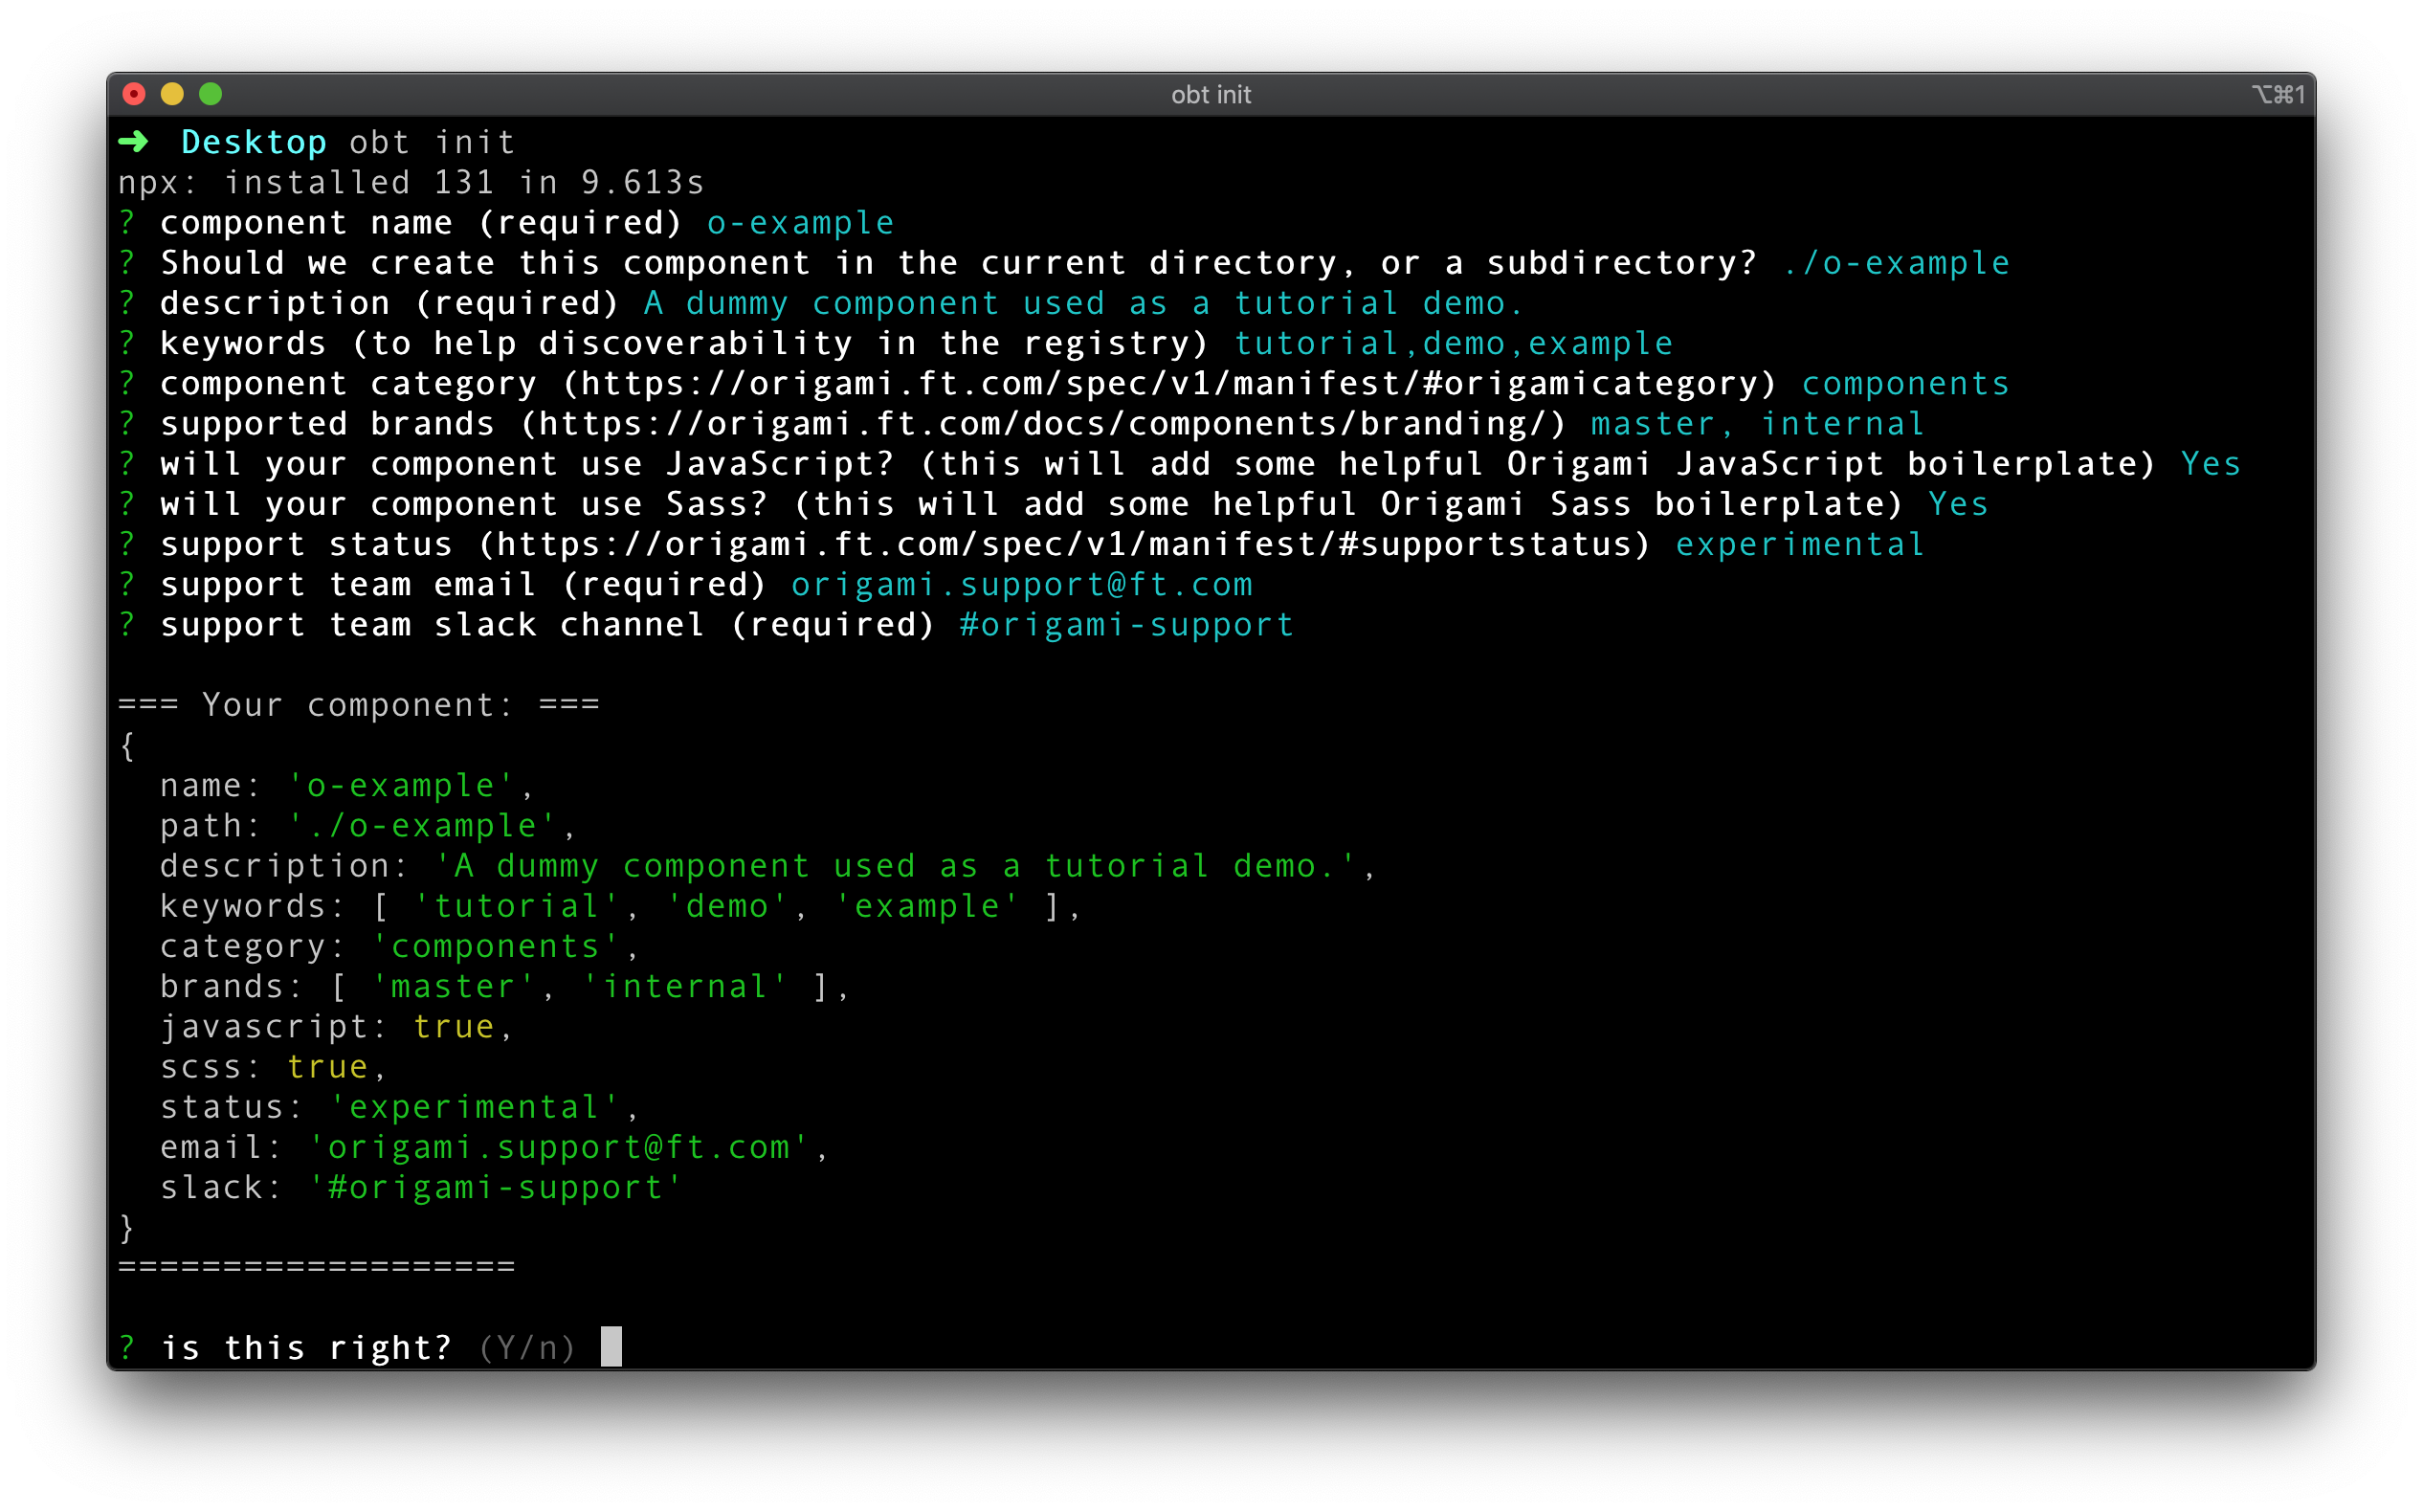 obt init
⌥⌘1
➜ Desktop obt init
npx: installed 131 in 9.613s
? component name (required) o-example
? Should we create this component in the current directory, or a subdirectory? ./o-example
? description (required) A dummy component used as a tutorial demo.
? keywords (to help discoverability in the registry) tutorial,demo,example
? component category (https://origami.ft.com/spec/v1/manifest/#origamicategory) components
? supported brands (https://origami.ft.com/docs/components/branding/) master, internal
? will your component use JavaScript? (this will add some helpful Origami JavaScript boilerplate) Yes
? will your component use Sass? (this will add some helpful Origami Sass boilerplate) Yes
? support status (https://origami.ft.com/spec/v1/manifest/#supportstatus) experimental
? support team email (required) origami.support@ft.com
? support team slack channel (required) #origami-support
=== Your component: ===
{
  name: 'o-example',
  path: './o-example',
  description: 'A dummy component used as a tutorial demo.',
  keywords: [ 'tutorial', 'demo', 'example' ],
  category: 'components',
  brands: [ 'master', 'internal' ],
  javascript: true,
  scss: true,
  status: 'experimental',
  email: 'origami.support@ft.com',
  slack: '#origami-support'
}
===================
? is this right? (Y/n)